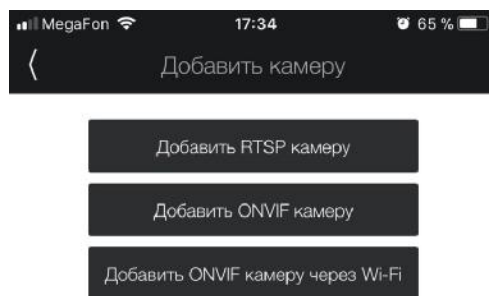 MegaFon 17:34 65 %
Добавить камеру
Добавить RTSP камеру
Добавить ONVIF камеру
Добавить ONVIF камеру через Wi-Fi